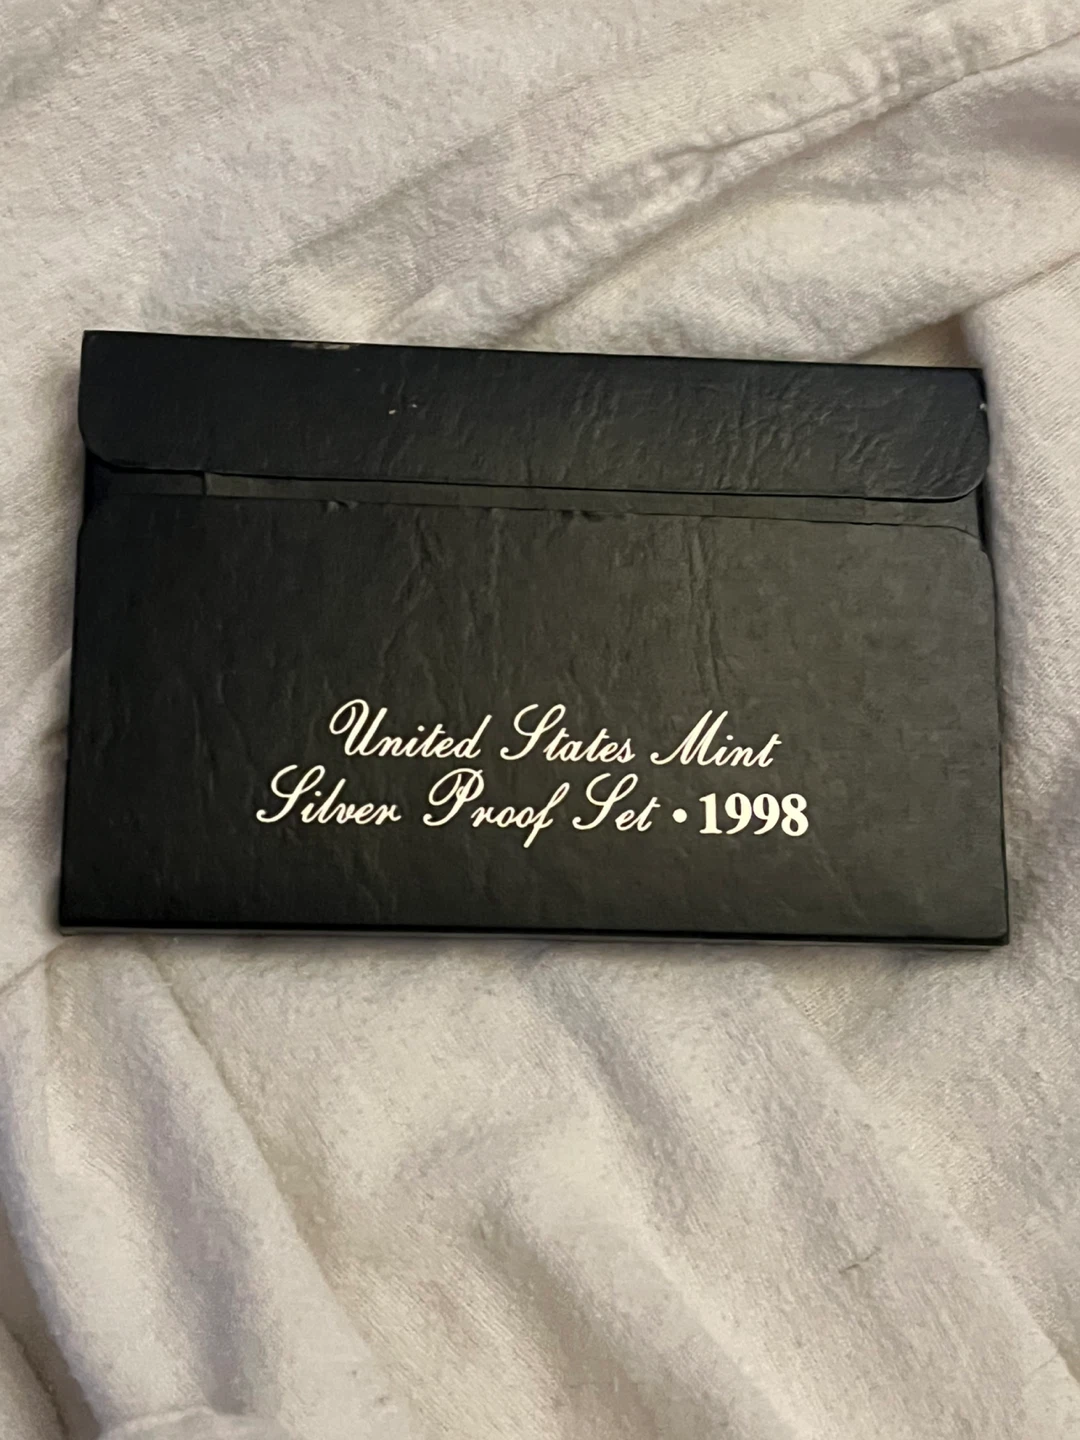 United States Mint
Silver Proof Set • 1998